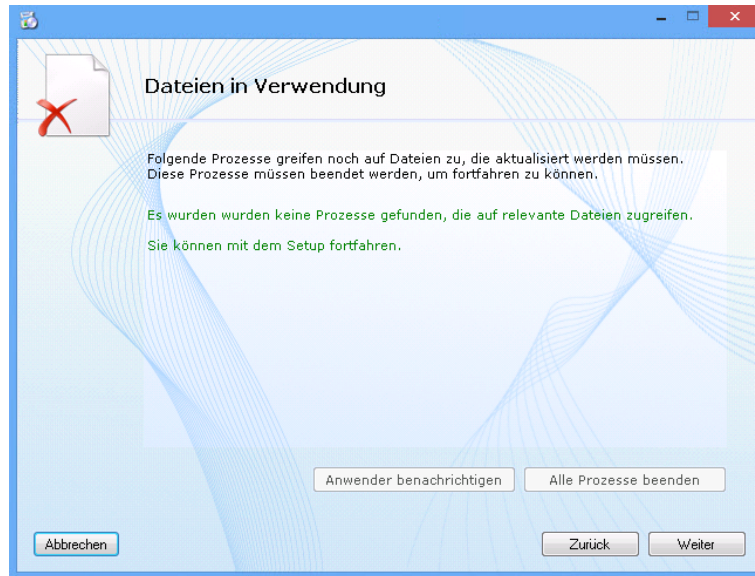 Dateien in Verwendung
Folgende Prozesse greifen noch auf Dateien zu, die aktualisiert werden müssen.
Diese Prozesse müssen beendet werden, um fortfahren zu können.
Es wurden wurden keine Prozesse gefunden, die auf relevante Dateien zugreifen.
Sie können mit dem Setup fortfahren.
Anwender benachrichtigen
Alle Prozesse beenden
Abbrechen
Zurück
Weiter